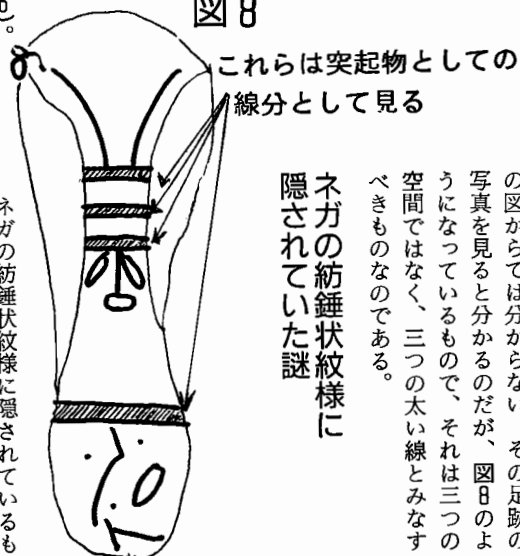 図8
これらは突起物としての
線分として見る
の図からでは分からない。その足跡の
写真を見ると分かるのだが、図8のよ
うになっているもので、それは三つの
空間ではなく、三つの太い線とみなす
べきものなのである。
ネガの紡錘状紋様に
隠されていた謎
ネガの紡錘状紋様に隠されているも